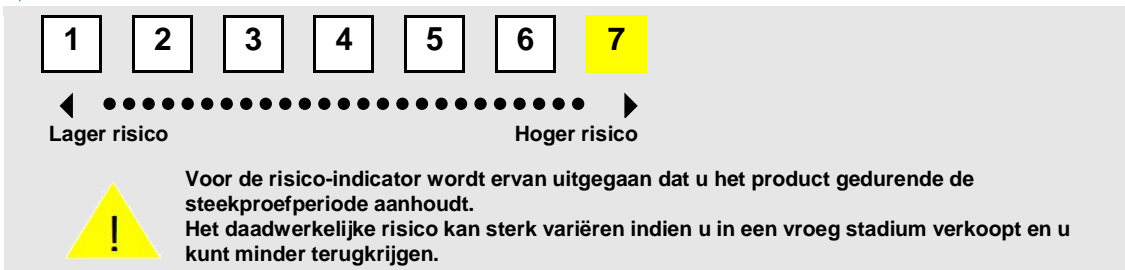 1 2 3 4 5 6 7
Lager risico Hoger risico
Voor de risico-indicator wordt ervan uitgegaan dat u het product gedurende de
steekproefperiode aanhoudt.
!
Het daadwerkelijke risico kan sterk variëren indien u in een vroeg stadium verkoopt en u
kunt minder terugkrijgen.